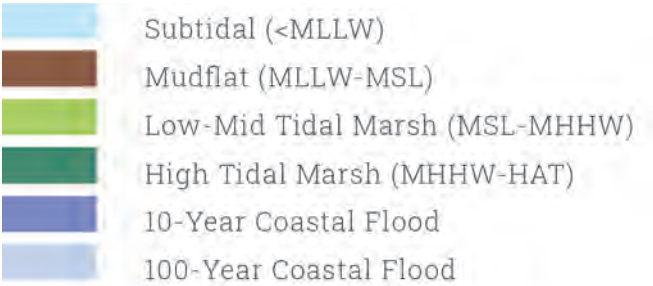 Subtidal (<MLLW)
Mudflat (MLLW-MSL)
Low-Mid Tidal Marsh (MSL-MHHW)
High Tidal Marsh (MHHW-HAT)
10-Year Coastal Flood
100-Year Coastal Flood